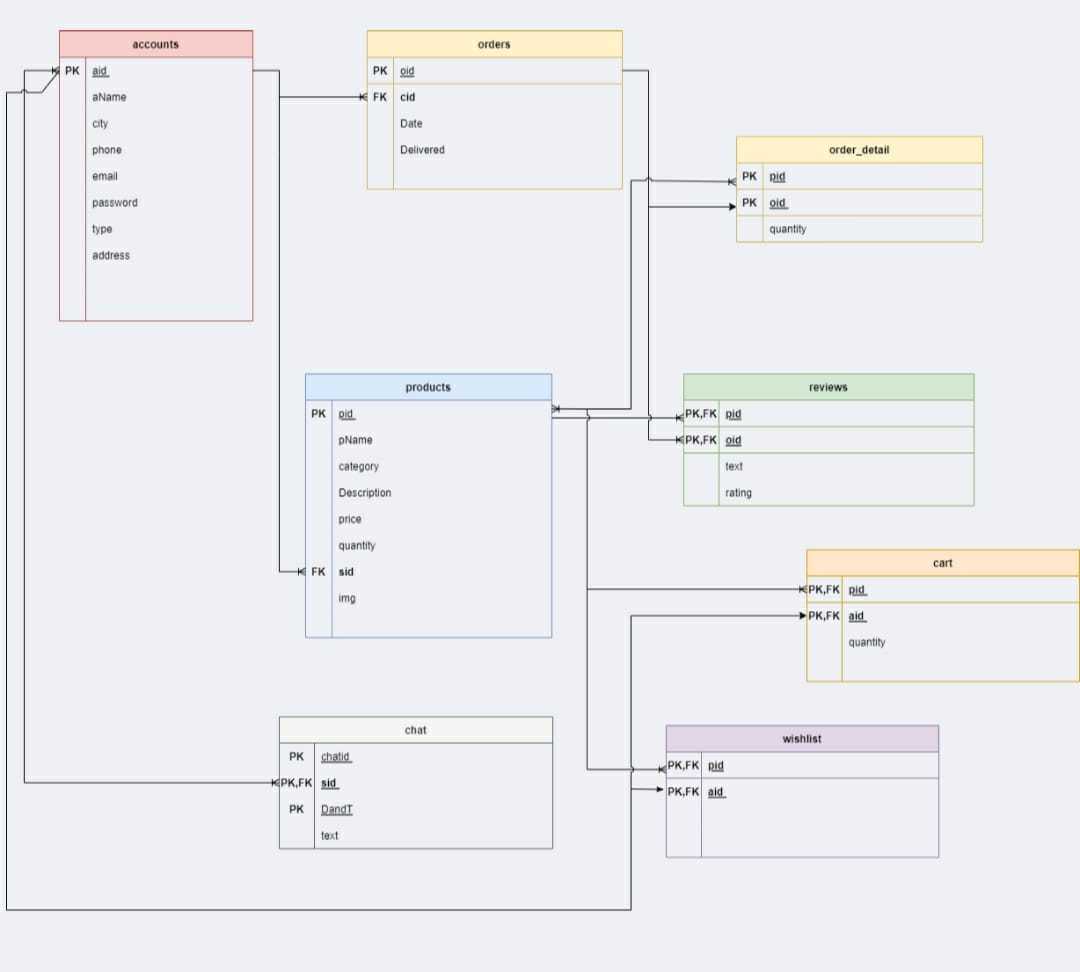 accounts
PK aid
aName
city
phone
email
password
type
address
orders
PK oid
FK cid
Date
Delivered
order_detail
PK pid
PK oid
quantity
products
PK pid
pName
category
Description
price
quantity
FK sid
img
reviews
PK,FK pid
PK,FK oid
text
rating
cart
PK,FK pid
PK,FK aid
quantity
chat
PK chatid
PK,FK sid
PK DandT
text
wishlist
PK,FK pid
PK,FK aid